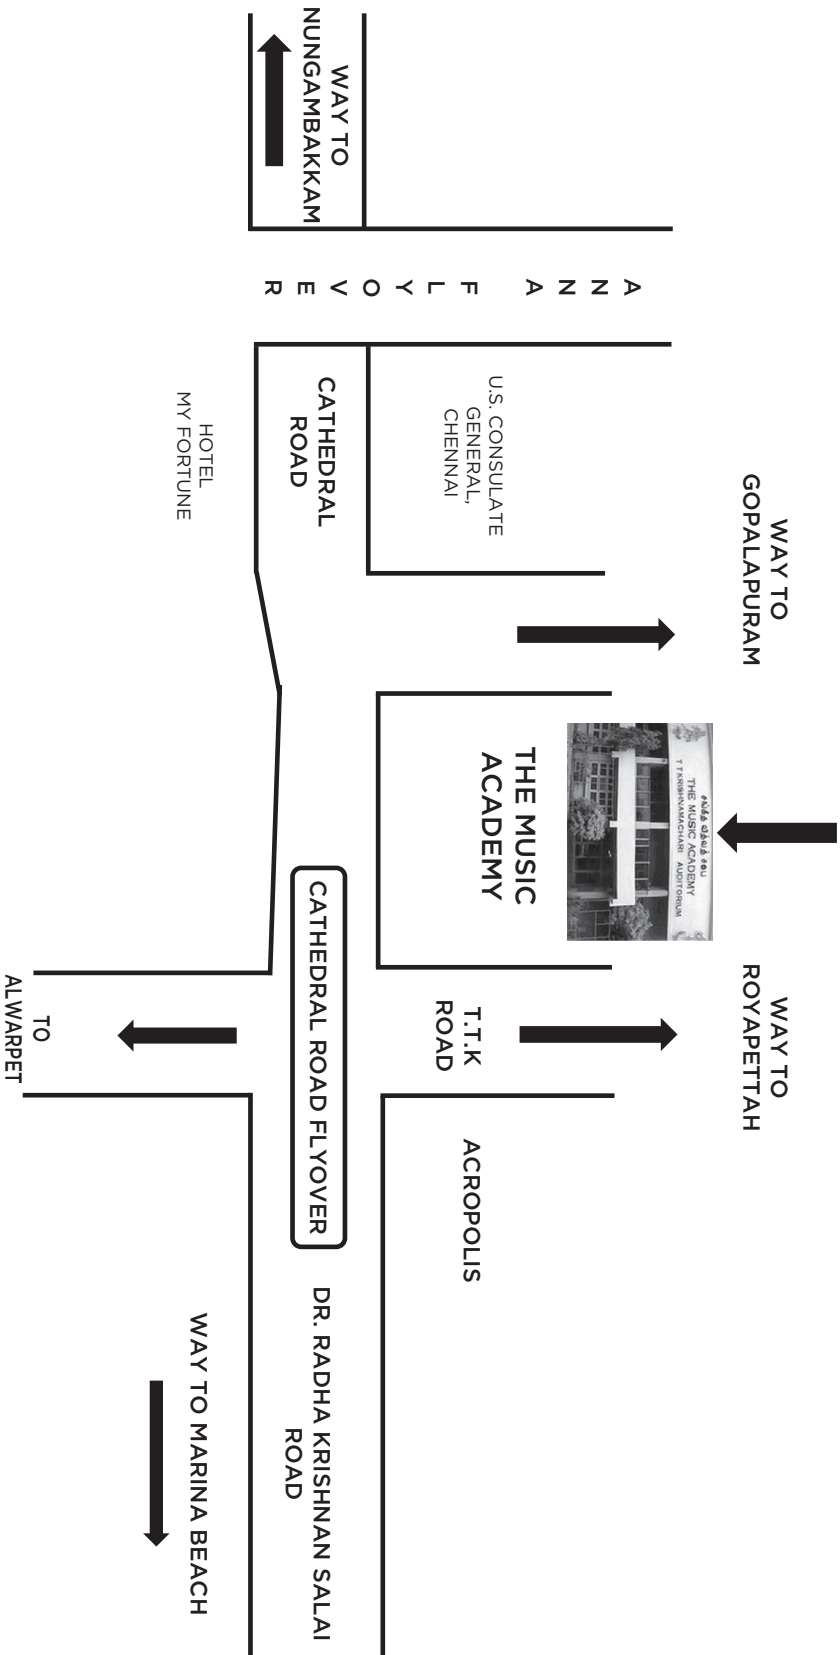 WAY TO
GOPALAPURAM
WAY TO
ROYAPETTAH
THE MUSIC ACADEMY
T T KRISHNAMACHARI AUDITORIUM
ANNA FLYOVER
U.S. CONSULATE
GENERAL,
CHENNAI
THE MUSIC
ACADEMY
T.T.K
ROAD
ACROPOLIS
WAY TO
NUNGAMBAKKAM
CATHEDRAL
ROAD
CATHEDRAL ROAD FLYOVER
DR. RADHA KRISHNAN SALAI
ROAD
HOTEL
MY FORTUNE
WAY TO MARINA BEACH
TO
ALWARPET